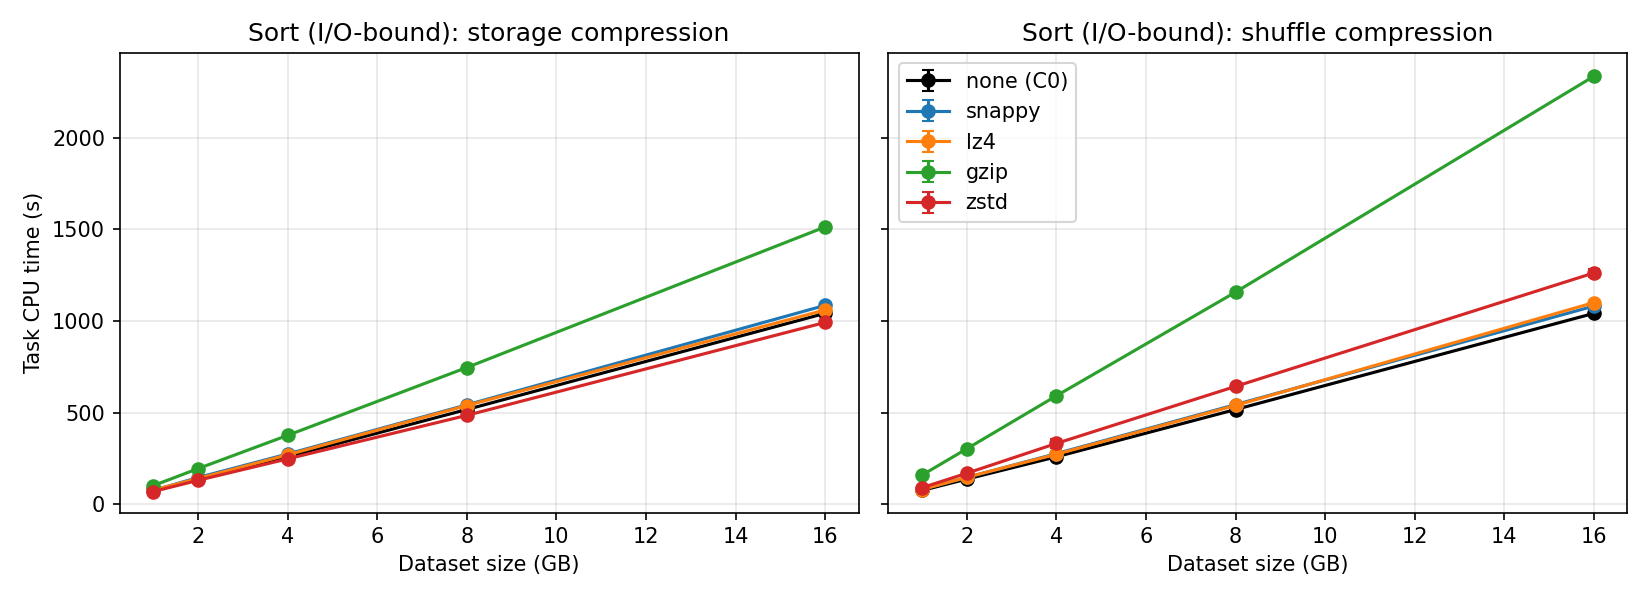 Sort (I/O-bound): storage compression
Task CPU time (s)
2000
1500
1000
500
0
2 4 6 8 10 12 14 16
Dataset size (GB)
Sort (I/O-bound): shuffle compression
none (C0)
snappy
lz4
gzip
zstd
2 4 6 8 10 12 14 16
Dataset size (GB)